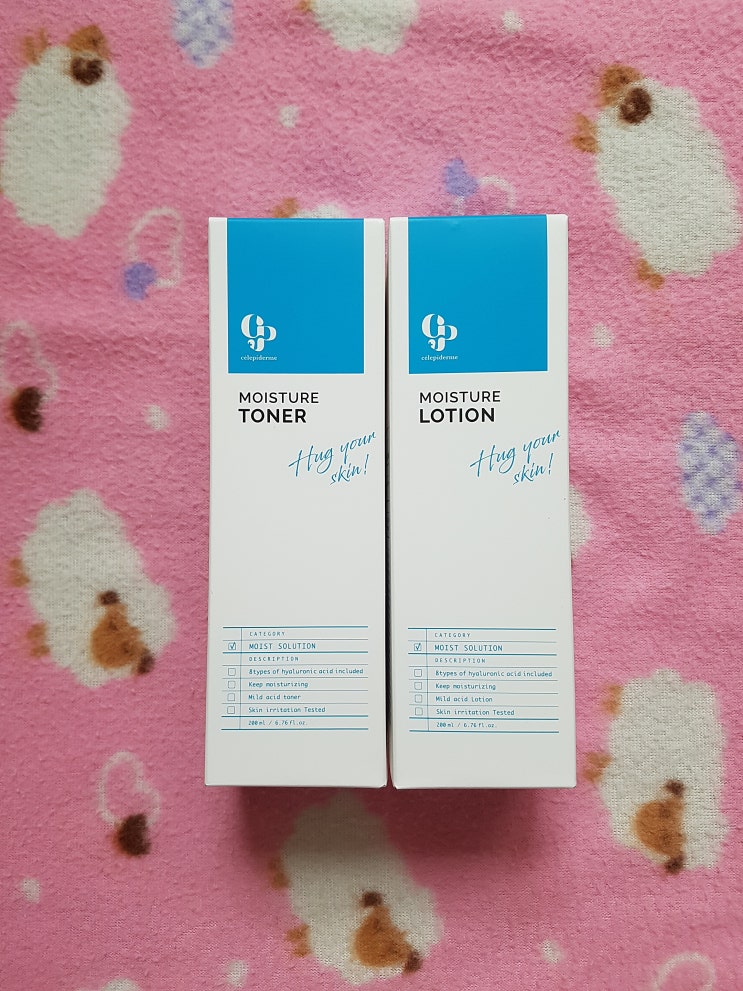 célepiderme
MOISTURE
TONER
Hug your
skin!
CATEGORY
MOIST SOLUTION
DESCRIPTION
8types of hyaluronic acid included
Keep moisturizing
Mild acid toner
Skin irritation Tested
200 ml / 6.76 fl.oz.
célepiderme
MOISTURE
LOTION
Hug your
skin!
CATEGORY
MOIST SOLUTION
DESCRIPTION
8types of hyaluronic acid included
Keep moisturizing
Mild acid lotion
Skin irritation Tested
200 ml / 6.76 fl.oz.